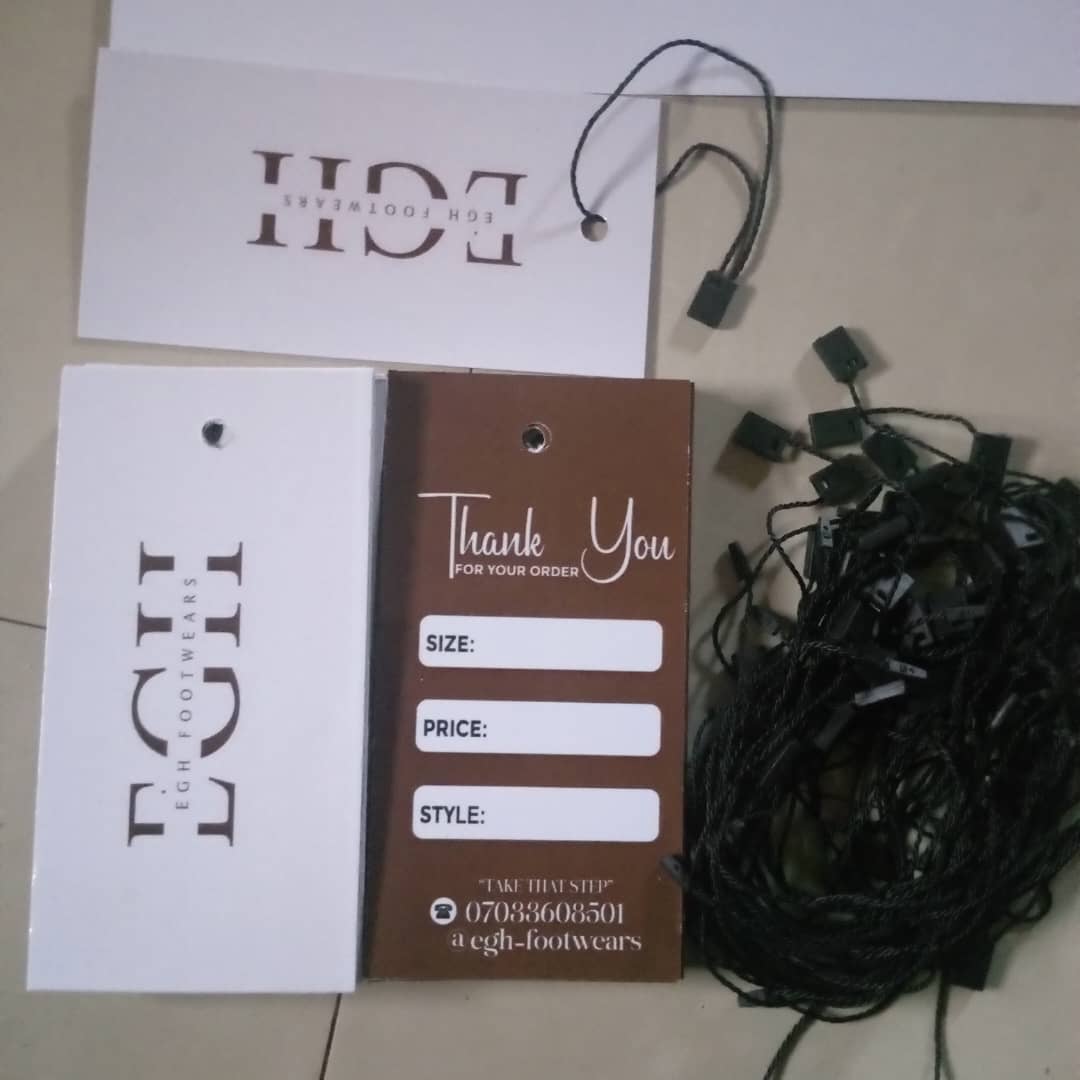 EGH
EGH FOOTWEARS
EGH
EGH FOOTWEARS
Thank You
FOR YOUR ORDER
SIZE:
PRICE:
STYLE:
"TAKE THAT STEP"
07033608501
a egh-footwears